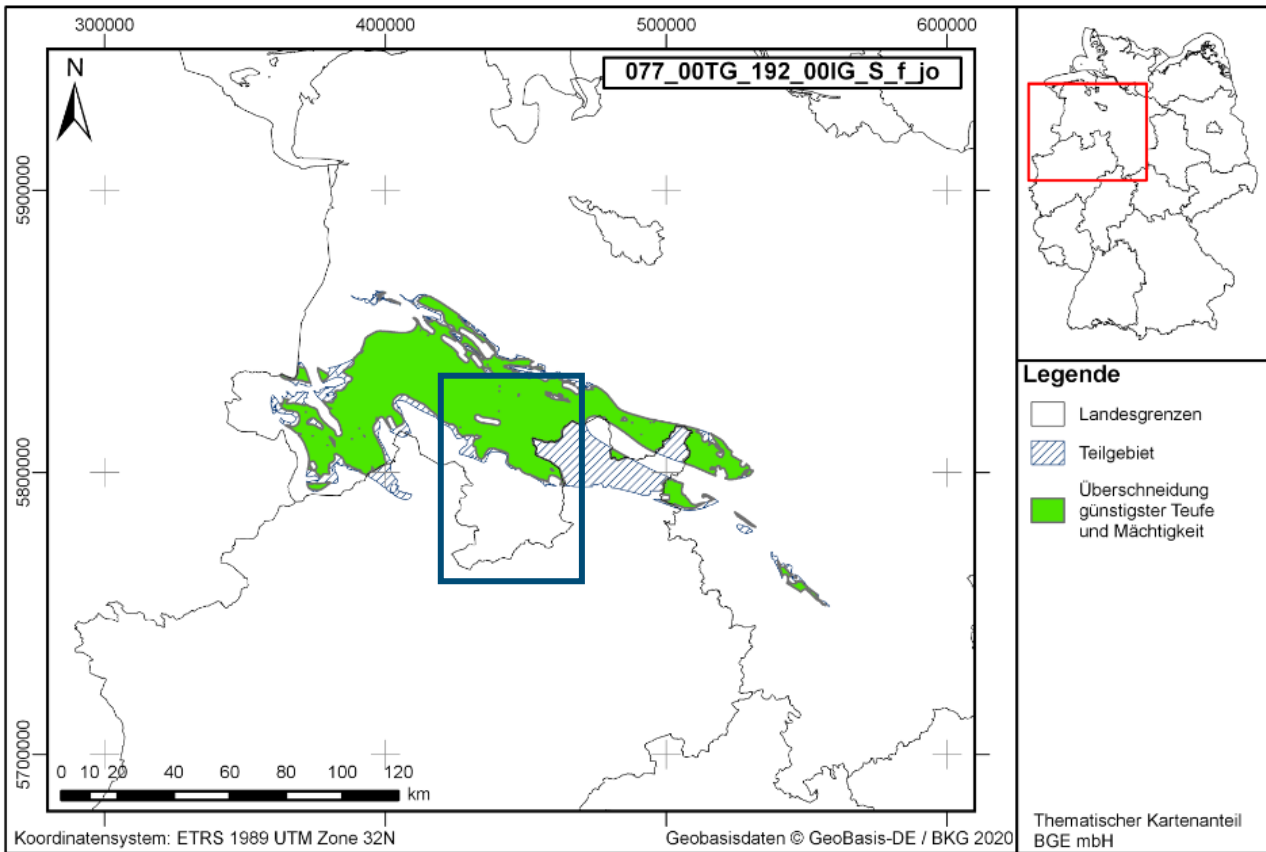 300000
400000
500000
600000
N
077_00TG_192_00IG_S_f_jo
5900000
5800000
5700000
0 10 20 40 60 80 100 120
km
Koordinatensystem: ETRS 1989 UTM Zone 32N
Geobasisdaten © GeoBasis-DE / BKG 2020
Legende
Landesgrenzen
Teilgebiet
Überschneidung
günstigster Teufe
und Mächtigkeit
Thematischer Kartenanteil
BGE mbH